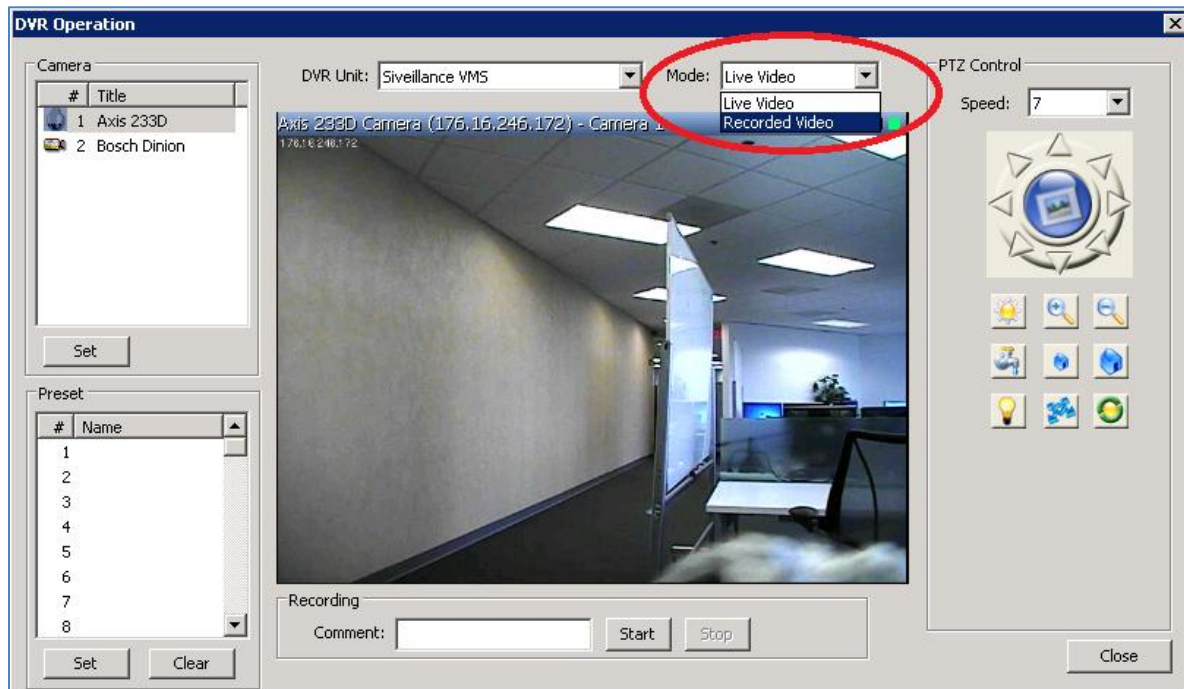 DVR Operation
Camera
# Title
1 Axis 233D
2 Bosch Dinion
Set
Preset
# Name
1
2
3
4
5
6
7
8
Set Clear
DVR Unit: Siveillance VMS
Mode: Live Video
Live Video
Recorded Video
Axis 233D Camera (176.16.246.172) - Camera 1
176.16.246.172
Recording
Comment: Start Stop
PTZ Control
Speed: 7
Close